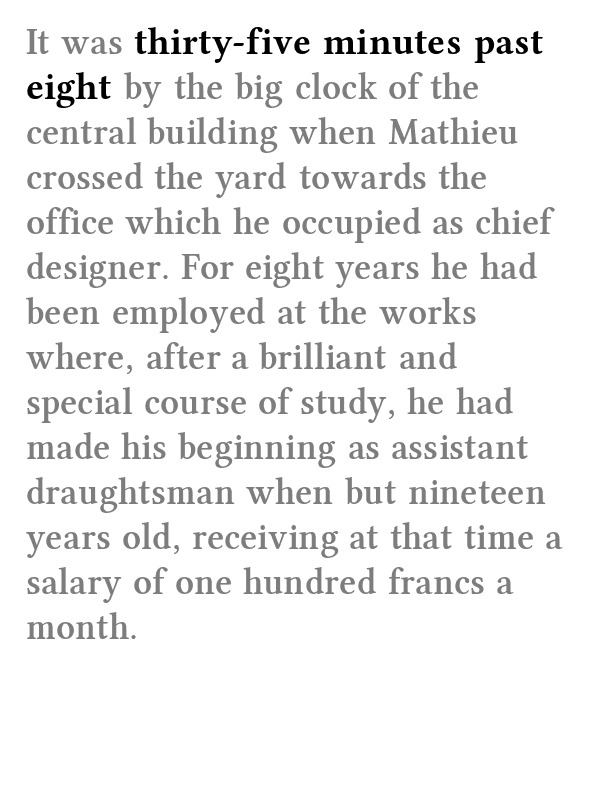 It was thirty-five minutes past
eight by the big clock of the
central building when Mathieu
crossed the yard towards the
office which he occupied as chief
designer. For eight years he had
been employed at the works
where, after a brilliant and
special course of study, he had
made his beginning as assistant
draughtsman when but nineteen
years old, receiving at that time a
salary of one hundred francs a
month.